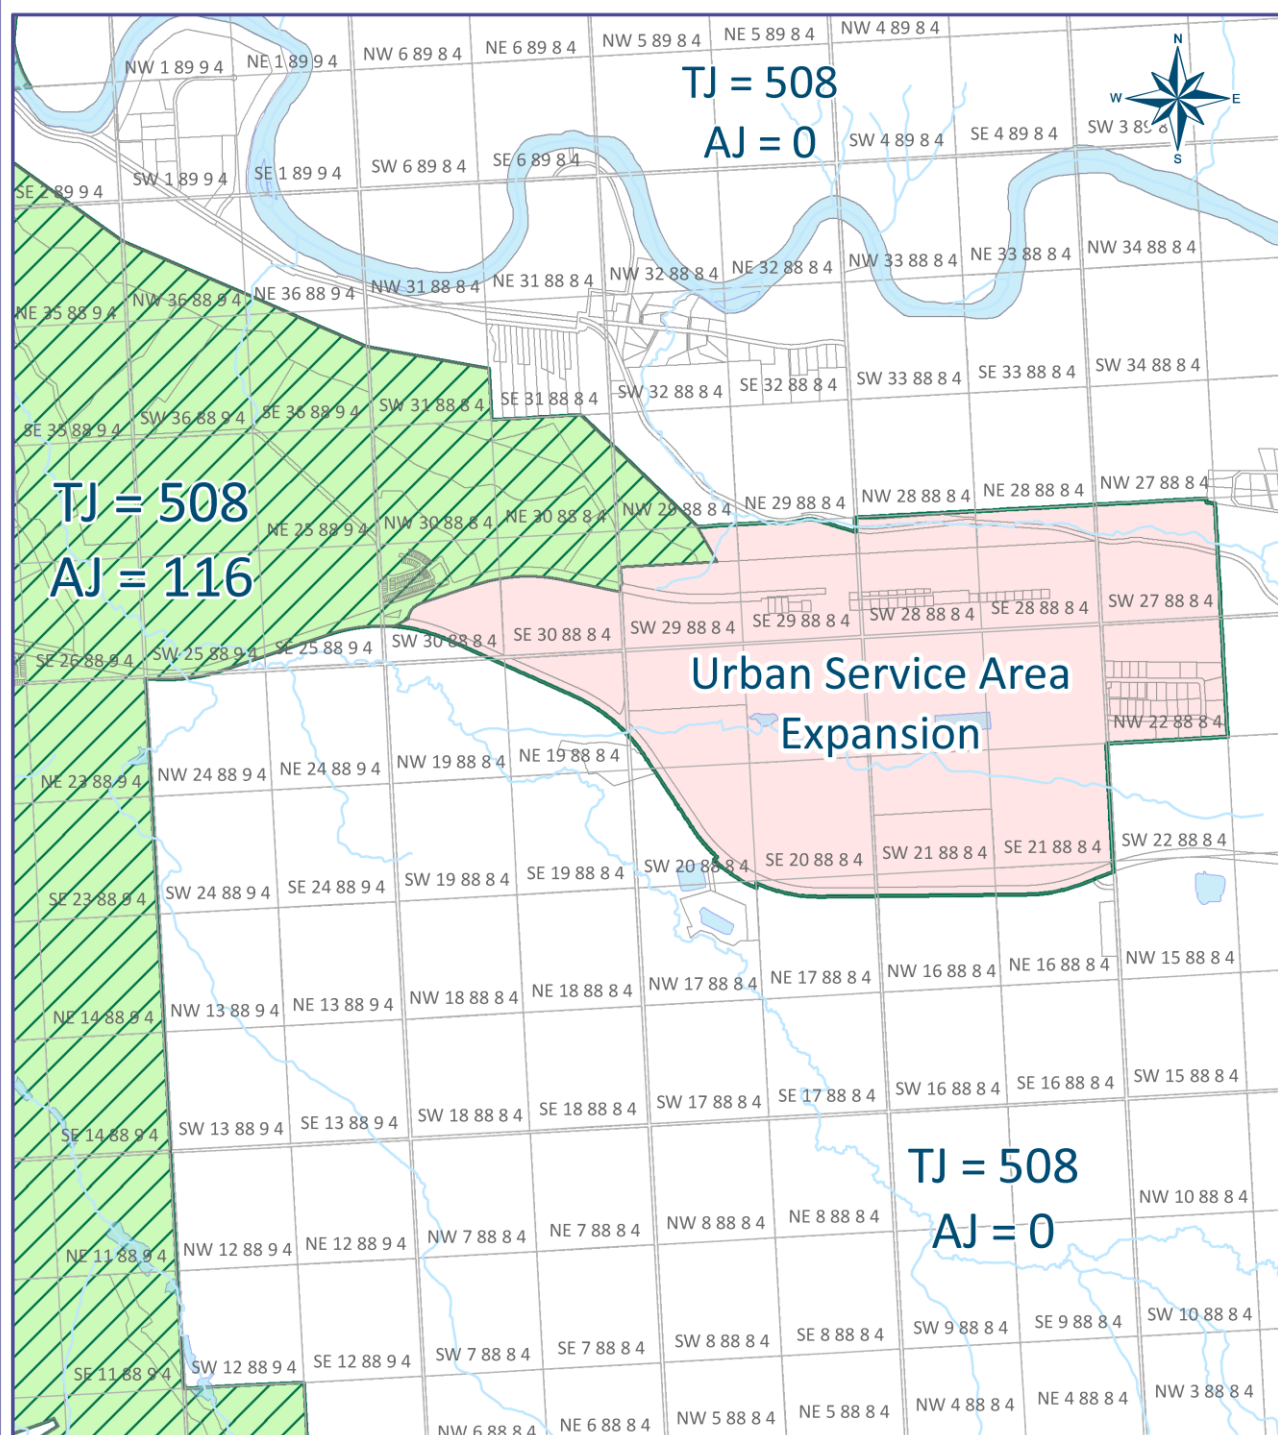 NW 6 89 8 4
NE 6 89 8 4
NW 5 89 8 4
NE 5 89 8 4
NW 4 89 8 4
N
W
E
S
NW 1 89 9 4
NE 1 89 9 4
TJ = 508
AJ = 0
SE 2 89 9 4
SW 1 89 9 4
SE 1 89 9 4
SW 6 89 8 4
SE 6 89 8 4
SW 4 89 8 4
SE 4 89 8 4
SW 3 89 8
NE 35 88 9 4
NW 36 88 9 4
NE 36 88 9 4
NW 31 88 8 4
NE 31 88 8 4
NW 32 88 8 4
NE 32 88 8 4
NW 33 88 8 4
NE 33 88 8 4
NW 34 88 8 4
SE 35 88 9 4
SW 36 88 9 4
SE 36 88 9 4
SW 31 88 8 4
SE 31 88 8 4
SW 32 88 8 4
SE 32 88 8 4
SW 33 88 8 4
SE 33 88 8 4
SW 34 88 8 4
TJ = 508
AJ = 116
NE 25 88 9 4
NW 30 88 8 4
NE 30 88 8 4
NW 29 88 8 4
NE 29 88 8 4
NW 28 88 8 4
NE 28 88 8 4
NW 27 88 8 4
SE 26 88 9 4
SW 25 88 9 4
SE 25 88 9 4
SW 30 88 8 4
SE 30 88 8 4
SW 29 88 8 4
SE 29 88 8 4
SW 28 88 8 4
SE 28 88 8 4
SW 27 88 8 4
Urban Service Area
Expansion
NE 23 88 9 4
NW 24 88 9 4
NE 24 88 9 4
NW 19 88 8 4
NE 19 88 8 4
NW 22 88 8 4
SE 23 88 9 4
SW 24 88 9 4
SE 24 88 9 4
SW 19 88 8 4
SE 19 88 8 4
SW 20 88 8 4
SE 20 88 8 4
SW 21 88 8 4
SE 21 88 8 4
SW 22 88 8 4
NE 14 88 9 4
NW 13 88 9 4
NE 13 88 9 4
NW 18 88 8 4
NE 18 88 8 4
NW 17 88 8 4
NE 17 88 8 4
NW 16 88 8 4
NE 16 88 8 4
NW 15 88 8 4
SE 14 88 9 4
SW 13 88 9 4
SE 13 88 9 4
SW 18 88 8 4
SE 18 88 8 4
SW 17 88 8 4
SE 17 88 8 4
SW 16 88 8 4
SE 16 88 8 4
SW 15 88 8 4
TJ = 508
AJ = 0
NE 11 88 9 4
NW 12 88 9 4
NE 12 88 9 4
NW 7 88 8 4
NE 7 88 8 4
NW 8 88 8 4
NE 8 88 8 4
NW 10 88 8 4
SE 11 88 9 4
SW 12 88 9 4
SE 12 88 9 4
SW 7 88 8 4
SE 7 88 8 4
SW 8 88 8 4
SE 8 88 8 4
SW 9 88 8 4
SE 9 88 8 4
SW 10 88 8 4
NW 6 88 8 4
NE 6 88 8 4
NW 5 88 8 4
NE 5 88 8 4
NW 4 88 8 4
NE 4 88 8 4
NW 3 88 8 4